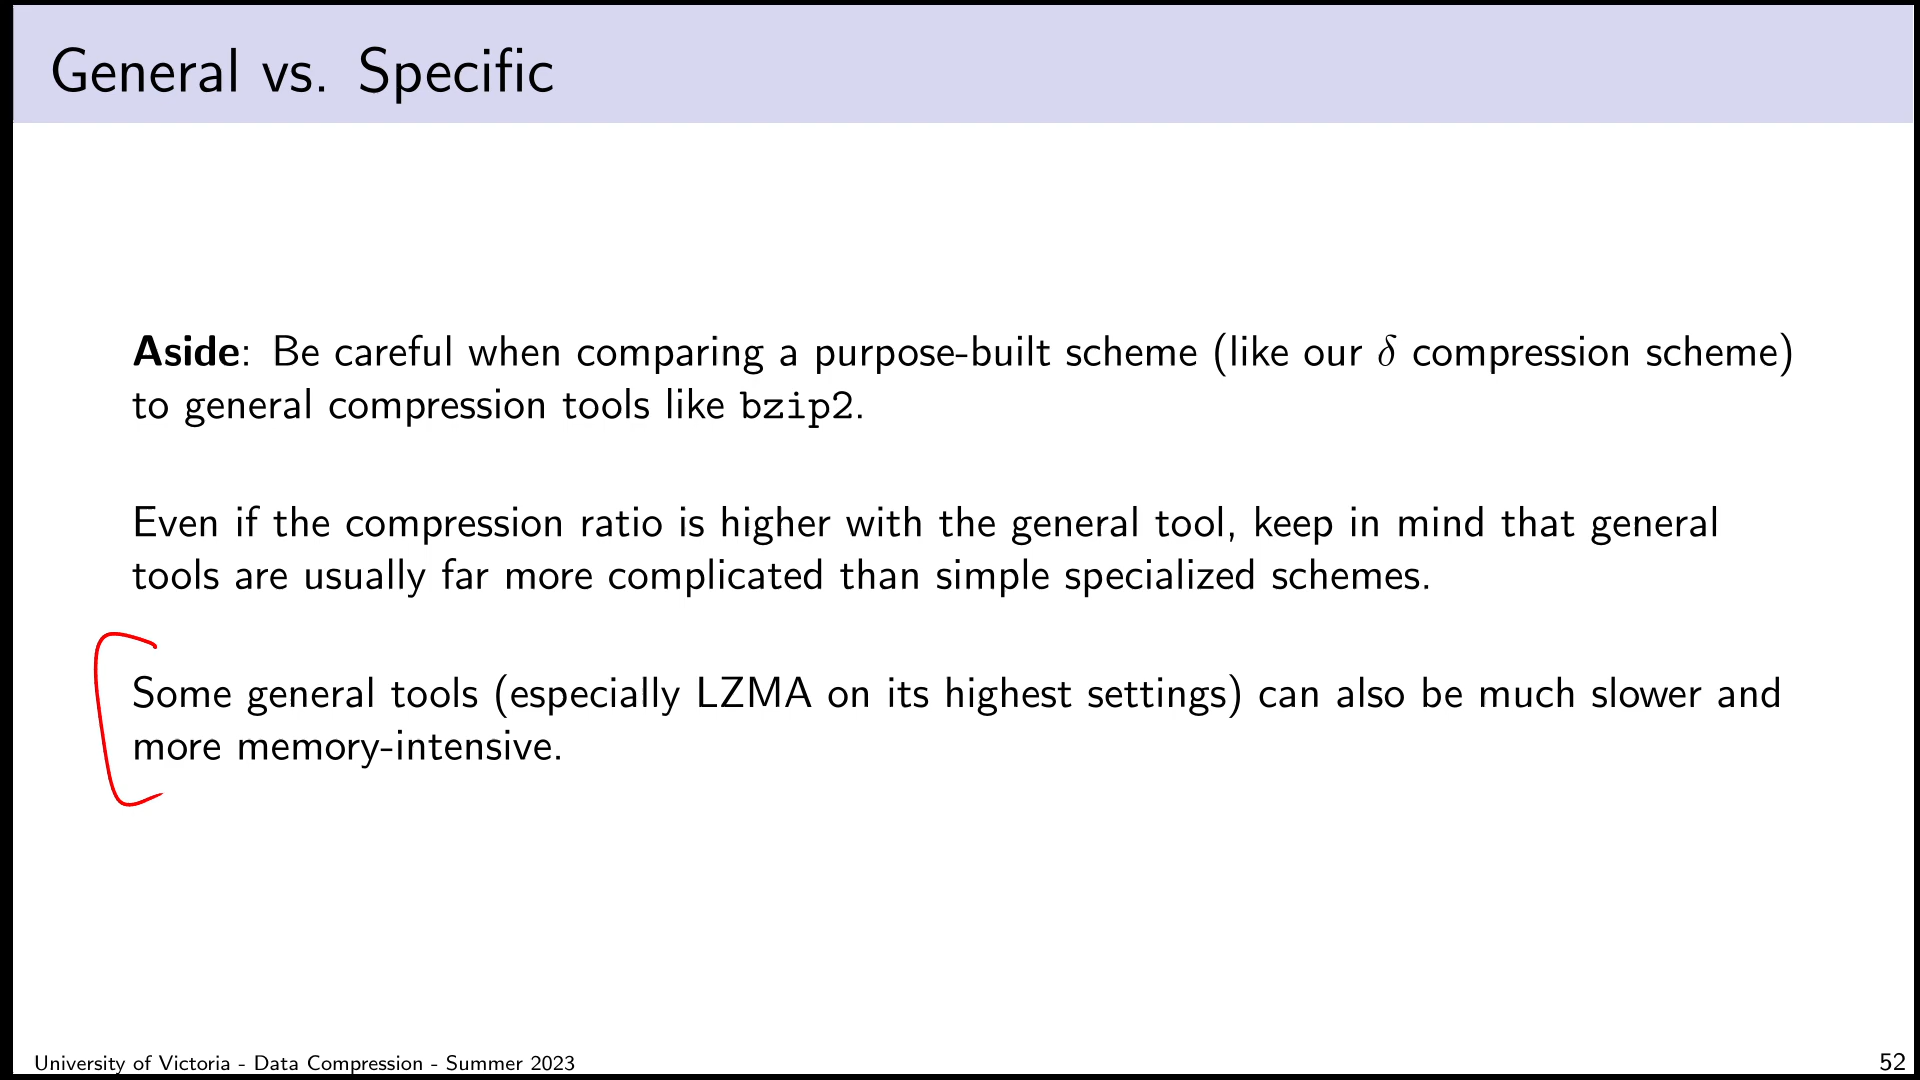 General vs. Specific
Aside: Be careful when comparing a purpose-built scheme (like our δ compression scheme)
to general compression tools like bzip2.
Even if the compression ratio is higher with the general tool, keep in mind that general
tools are usually far more complicated than simple specialized schemes.
Some general tools (especially LZMA on its highest settings) can also be much slower and
more memory-intensive.
University of Victoria - Data Compression - Summer 2023
52